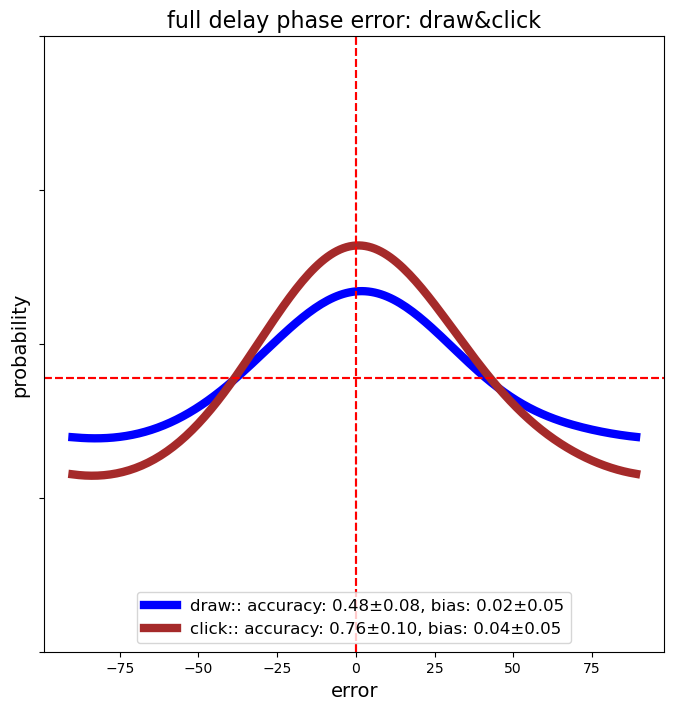 full delay phase error: draw&click
probability
draw:: accuracy: 0.48±0.08, bias: 0.02±0.05
click:: accuracy: 0.76±0.10, bias: 0.04±0.05
−75 −50 −25 0 25 50 75
error